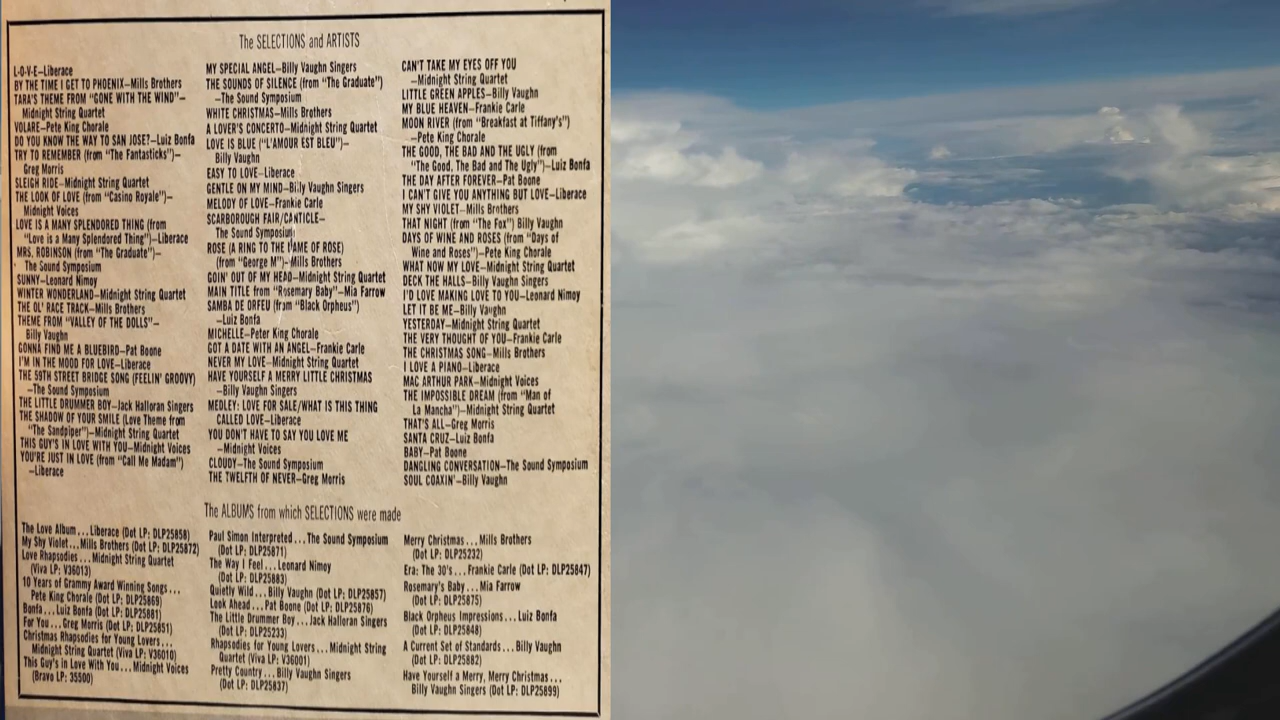 The SELECTIONS and ARTISTS
L-O-V-E—Liberace
BY THE TIME I GET TO PHOENIX—Mills Brothers
TARA'S THEME FROM "GONE WITH THE WIND"—
Midnight String Quartet
VOLARE—Pete King Chorale
DO YOU KNOW THE WAY TO SAN JOSE?—Luiz Bonfa
TRY TO REMEMBER (from "The Fantasticks")—
Greg Morris
SLEIGH RIDE—Midnight String Quartet
THE LOOK OF LOVE (from "Casino Royale")—
Midnight Voices
LOVE IS A MANY SPLENDORED THING (from
"Love is a Many Splendored Thing")—Liberace
MRS. ROBINSON (from "The Graduate")—
The Sound Symposium
SUNNY—Leonard Nimoy
WINTER WONDERLAND—Midnight String Quartet
THE OL' RACE TRACK—Mills Brothers
THEME FROM "VALLEY OF THE DOLLS"—
Billy Vaughn
GONNA FIND ME A BLUEBIRD—Pat Boone
I'M IN THE MOOD FOR LOVE—Liberace
THE 59TH STREET BRIDGE SONG (FEELIN' GROOVY)
—The Sound Symposium
THE LITTLE DRUMMER BOY—Jack Halloran Singers
THE SHADOW OF YOUR SMILE (Love Theme from
"The Sandpiper")—Midnight String Quartet
THIS GUY'S IN LOVE WITH YOU—Midnight Voices
YOU'RE JUST IN LOVE (from "Call Me Madam")
—Liberace
MY SPECIAL ANGEL—Billy Vaughn Singers
THE SOUNDS OF SILENCE (from "The Graduate")
—The Sound Symposium
WHITE CHRISTMAS—Mills Brothers
A LOVER'S CONCERTO—Midnight String Quartet
LOVE IS BLUE ("L'AMOUR EST BLEU")—
Billy Vaughn
EASY TO LOVE—Liberace
GENTLE ON MY MIND—Billy Vaughn Singers
MELODY OF LOVE—Frankie Carle
SCARBOROUGH FAIR/CANTICLE—
The Sound Symposium
ROSE (A RING TO THE NAME OF ROSE)
(from "George M")—Mills Brothers
GOIN' OUT OF MY HEAD—Midnight String Quartet
MAIN TITLE from "Rosemary Baby"—Mia Farrow
SAMBA DE ORFEU (from "Black Orpheus")
—Luiz Bonfa
MICHELLE—Peter King Chorale
GOT A DATE WITH AN ANGEL—Frankie Carle
NEVER MY LOVE—Midnight String Quartet
HAVE YOURSELF A MERRY LITTLE CHRISTMAS
—Billy Vaughn Singers
MEDLEY: LOVE FOR SALE/WHAT IS THIS THING
CALLED LOVE—Liberace
YOU DON'T HAVE TO SAY YOU LOVE ME
—Midnight Voices
CLOUDY—The Sound Symposium
THE TWELFTH OF NEVER—Greg Morris
CAN'T TAKE MY EYES OFF YOU
—Midnight String Quartet
LITTLE GREEN APPLES—Billy Vaughn
MY BLUE HEAVEN—Frankie Carle
MOON RIVER (from "Breakfast at Tiffany's")
—Pete King Chorale
THE GOOD, THE BAD AND THE UGLY (from
"The Good, The Bad and The Ugly")—Luiz Bonfa
THE DAY AFTER FOREVER—Pat Boone
I CAN'T GIVE YOU ANYTHING BUT LOVE—Liberace
MY SHY VIOLET—Mills Brothers
THAT NIGHT (from "The Fox") Billy Vaughn
DAYS OF WINE AND ROSES (from "Days of
Wine and Roses")—Pete King Chorale
WHAT NOW MY LOVE—Midnight String Quartet
DECK THE HALLS—Billy Vaughn Singers
I'D LOVE MAKING LOVE TO YOU—Leonard Nimoy
LET IT BE ME—Billy Vaughn
YESTERDAY—Midnight String Quartet
THE VERY THOUGHT OF YOU—Frankie Carle
THE CHRISTMAS SONG—Mills Brothers
I LOVE A PIANO—Liberace
MAC ARTHUR PARK—Midnight Voices
THE IMPOSSIBLE DREAM (from "Man of
La Mancha")—Midnight String Quartet
THAT'S ALL—Greg Morris
SANTA CRUZ—Luiz Bonfa
BABY—Pat Boone
DANGLING CONVERSATION—The Sound Symposium
SOUL COAXIN'—Billy Vaughn
The ALBUMS from which SELECTIONS were made
The Love Album . . . Liberace (Dot LP: DLP25858)
My Shy Violet . . . Mills Brothers (Dot LP: DLP25872)
Love Rhapsodies . . . Midnight String Quartet
(Viva LP: V36013)
10 Years of Grammy Award Winning Songs . . .
Pete King Chorale (Dot LP: DLP25869)
Bonfa . . . Luiz Bonfa (Dot LP: DLP25881)
For You . . . Greg Morris (Dot LP: DLP25851)
Christmas Rhapsodies for Young Lovers . . .
Midnight String Quartet (Viva LP: V36010)
This Guy's in Love With You . . . Midnight Voices
(Bravo LP: 35500)
Paul Simon Interpreted . . . The Sound Symposium
(Dot LP: DLP25871)
The Way I Feel . . . Leonard Nimoy
(Dot LP: DLP25883)
Quietly Wild . . . Billy Vaughn (Dot LP: DLP25857)
Look Ahead . . . Pat Boone (Dot LP: DLP25876)
The Little Drummer Boy . . . Jack Halloran Singers
(Dot LP: DLP25233)
Rhapsodies for Young Lovers . . . Midnight String
Quartet (Viva LP: V36001)
Pretty Country . . . Billy Vaughn Singers
(Dot LP: DLP25837)
Merry Christmas . . . Mills Brothers
(Dot LP: DLP25232)
Era: The 30's . . . Frankie Carle (Dot LP: DLP25847)
Rosemary's Baby . . . Mia Farrow
(Dot LP: DLP25875)
Black Orpheus Impressions . . . Luiz Bonfa
(Dot LP: DLP25848)
A Current Set of Standards . . . Billy Vaughn
(Dot LP: DLP25882)
Have Yourself a Merry, Merry Christmas . . .
Billy Vaughn Singers (Dot LP: DLP25899)